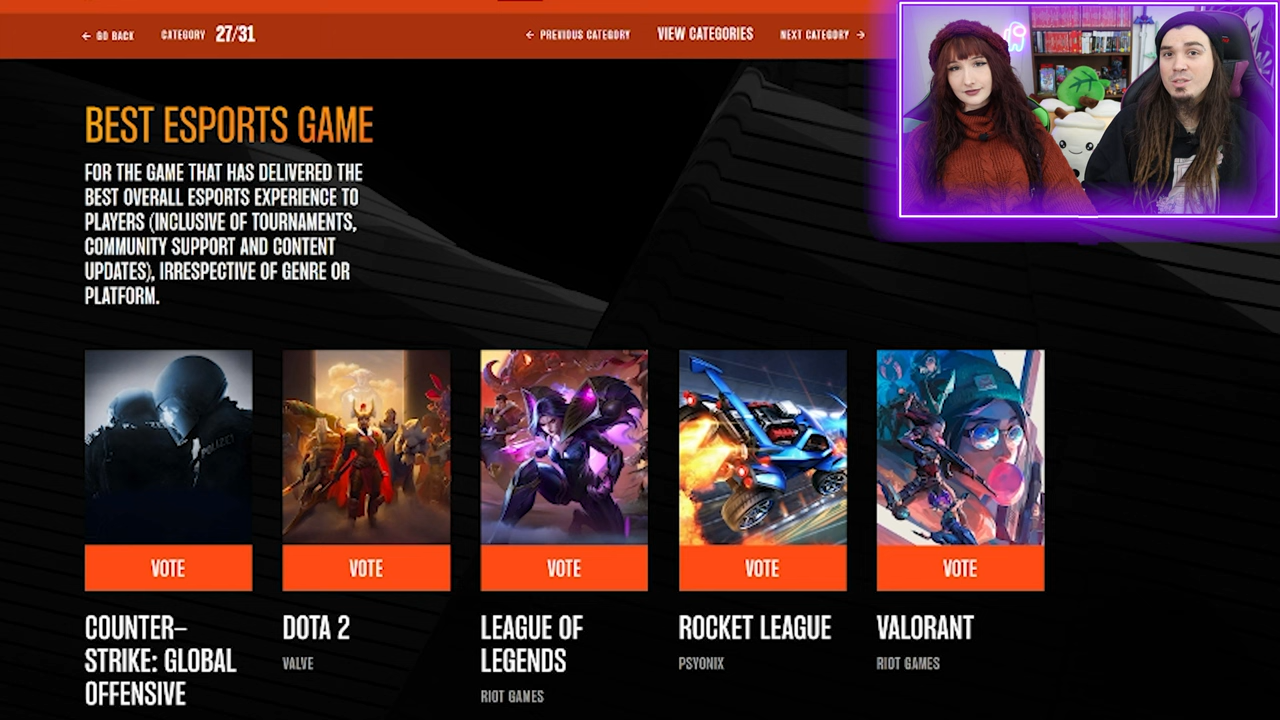 ← GO BACK
CATEGORY 27/31
← PREVIOUS CATEGORY
VIEW CATEGORIES
NEXT CATEGORY →
BEST ESPORTS GAME
FOR THE GAME THAT HAS DELIVERED THE
BEST OVERALL ESPORTS EXPERIENCE TO
PLAYERS (INCLUSIVE OF TOURNAMENTS,
COMMUNITY SUPPORT AND CONTENT
UPDATES), IRRESPECTIVE OF GENRE OR
PLATFORM.
POLIZEI
VOTE
VOTE
VOTE
VOTE
VOTE
COUNTER-
STRIKE: GLOBAL
OFFENSIVE
DOTA 2
VALVE
LEAGUE OF
LEGENDS
RIOT GAMES
ROCKET LEAGUE
PSYONIX
VALORANT
RIOT GAMES